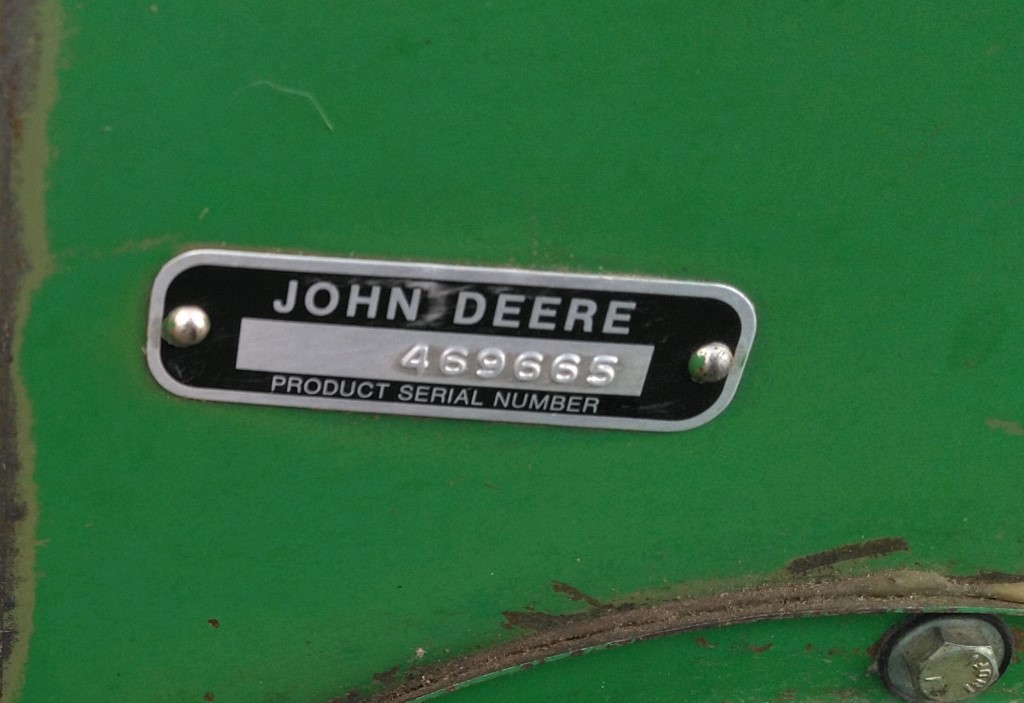 JOHN DEERE
469665
PRODUCT SERIAL NUMBER